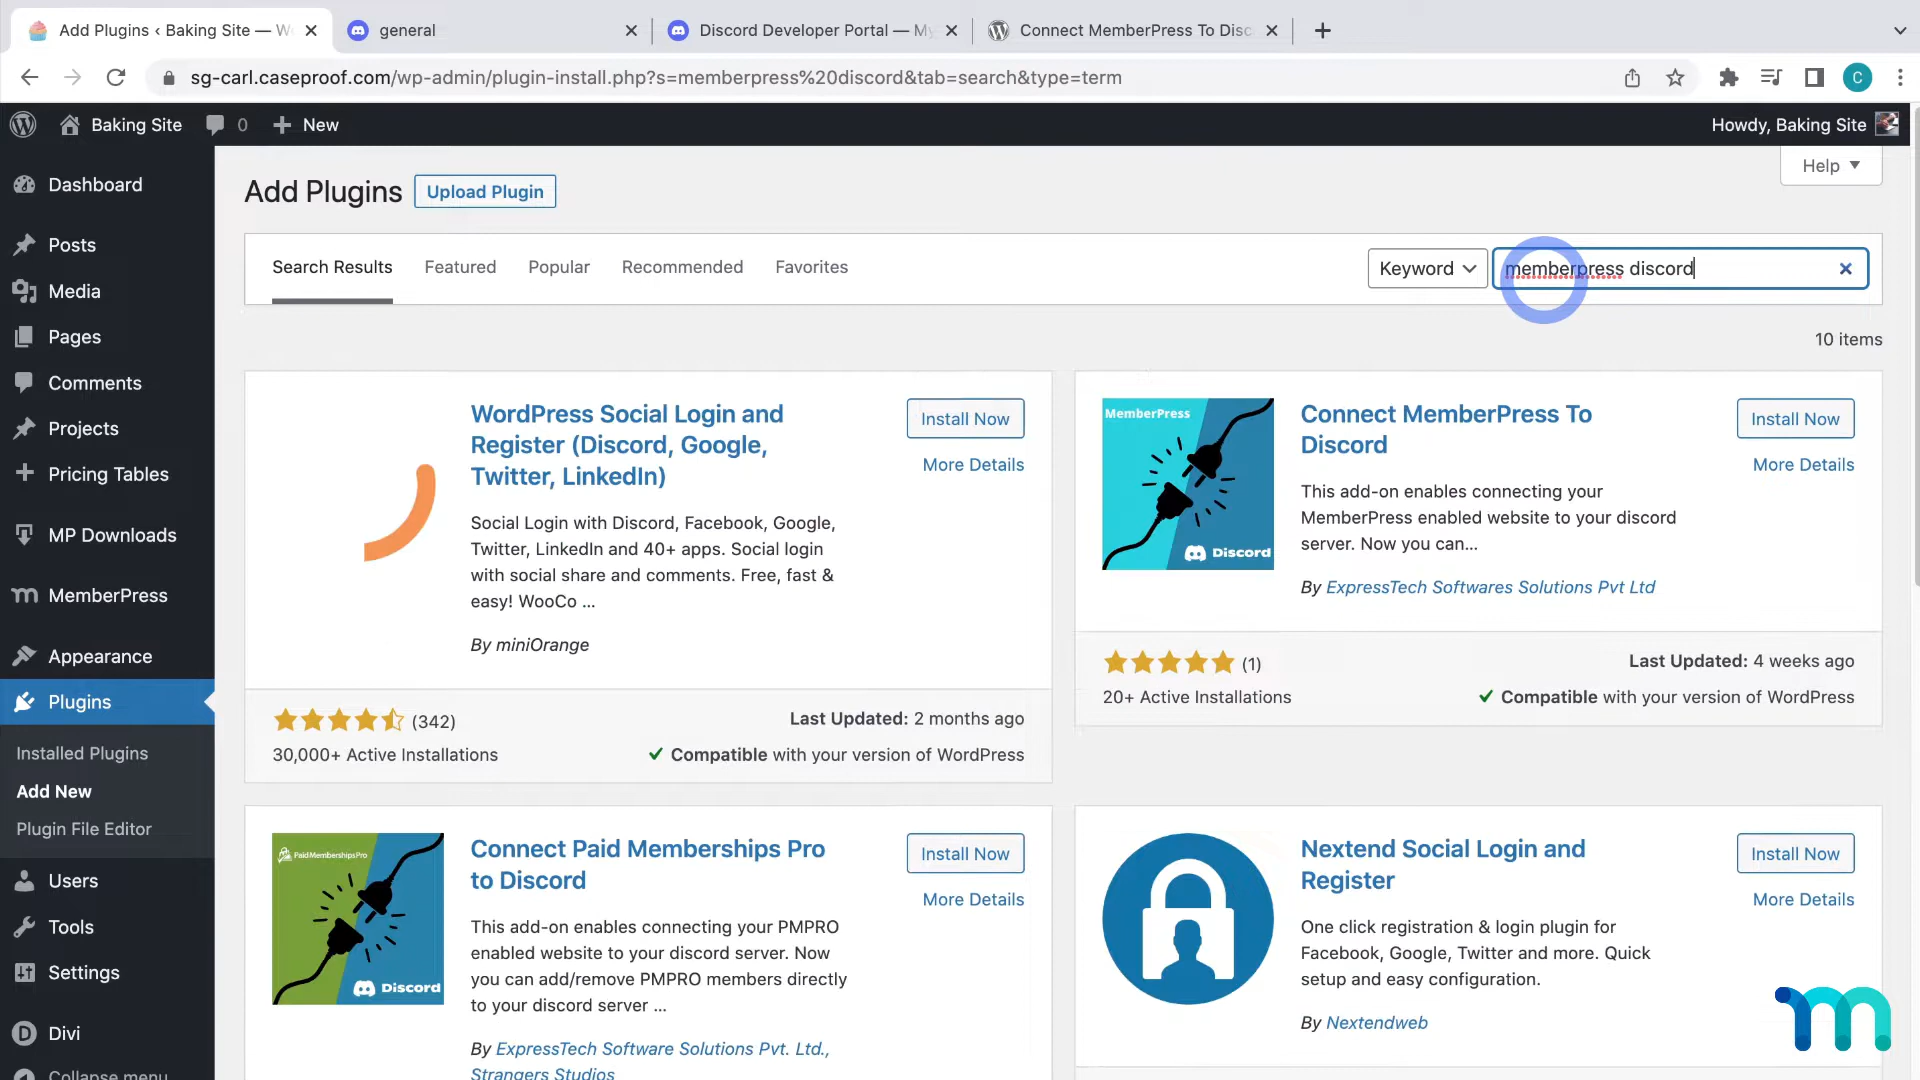 Add Plugins ‹ Baking Site — W
general
Discord Developer Portal — My
Connect MemberPress To Disc
sg-carl.caseproof.com/wp-admin/plugin-install.php?s=memberpress%20discord&tab=search&type=term
C
Baking Site
0
New
Howdy, Baking Site
Help
Dashboard
Posts
Media
Pages
Comments
Projects
Pricing Tables
MP Downloads
MemberPress
Appearance
Plugins
Installed Plugins
Add New
Plugin File Editor
Users
Tools
Settings
Divi
Collapse menu
Add Plugins
Upload Plugin
Search Results
Featured
Popular
Recommended
Favorites
Keyword
memberpress discord
10 items
WordPress Social Login and
Register (Discord, Google,
Twitter, LinkedIn)
Install Now
More Details
Social Login with Discord, Facebook, Google,
Twitter, LinkedIn and 40+ apps. Social login
with social share and comments. Free, fast &
easy! WooCo ...
By miniOrange
(342)
Last Updated: 2 months ago
30,000+ Active Installations
Compatible with your version of WordPress
MemberPress
Discord
Connect MemberPress To
Discord
Install Now
More Details
This add-on enables connecting your
MemberPress enabled website to your discord
server. Now you can...
By ExpressTech Softwares Solutions Pvt Ltd
(1)
Last Updated: 4 weeks ago
20+ Active Installations
Compatible with your version of WordPress
PaidMembershipsPro
Discord
Connect Paid Memberships Pro
to Discord
Install Now
More Details
This add-on enables connecting your PMPRO
enabled website to your discord server. Now
you can add/remove PMPRO members directly
to your discord server ...
By ExpressTech Software Solutions Pvt. Ltd.,
Strangers Studios
Nextend Social Login and
Register
Install Now
More Details
One click registration & login plugin for
Facebook, Google, Twitter and more. Quick
setup and easy configuration.
By Nextendweb